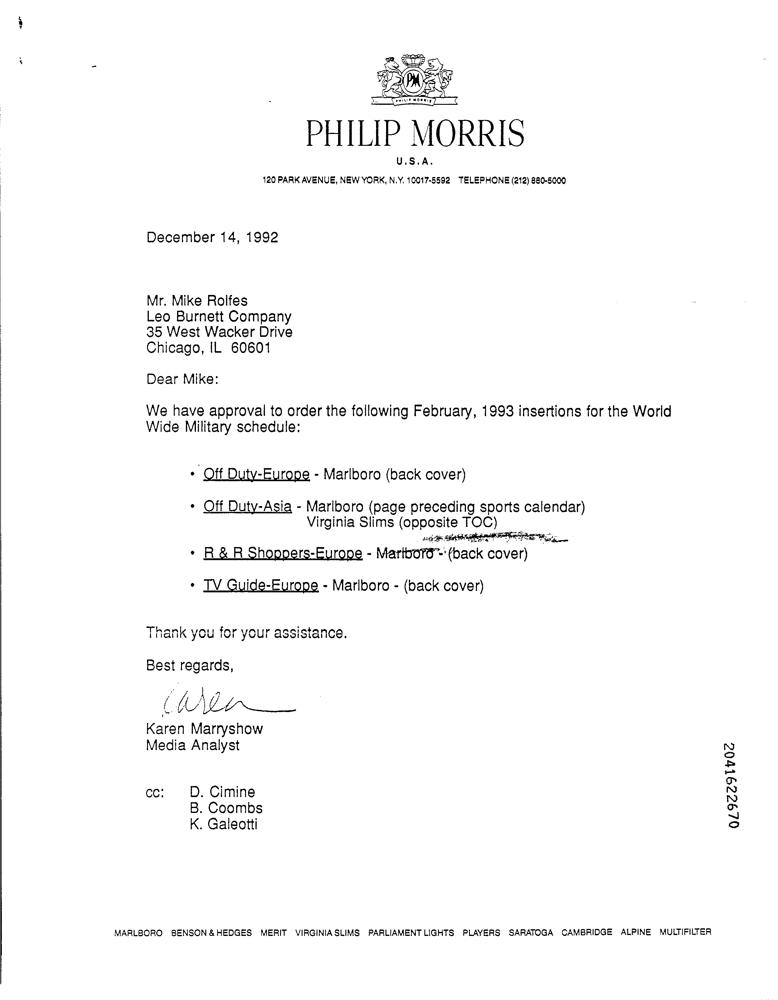 PM
PHILIP MORRIS
PHILIP MORRIS
U.S.A.
120 PARK AVENUE, NEW YORK, N.Y. 10017-5592 TELEPHONE (212) 880-5000
December 14, 1992
Mr. Mike Rolfes
Leo Burnett Company
35 West Wacker Drive
Chicago, IL 60601
Dear Mike:
We have approval to order the following February, 1993 insertions for the World
Wide Military schedule:
• Off Duty-Europe - Marlboro (back cover)
• Off Duty-Asia - Marlboro (page preceding sports calendar)
Virginia Slims (opposite TOC)
• R & R Shoppers-Europe - Marlboro - (back cover)
• TV Guide-Europe - Marlboro - (back cover)
Thank you for your assistance.
Best regards,
Karen
Karen Marryshow
Media Analyst
cc: D. Cimine
B. Coombs
K. Galeotti
2041622670
MARLBORO BENSON & HEDGES MERIT VIRGINIA SLIMS PARLIAMENT LIGHTS PLAYERS SARATOGA CAMBRIDGE ALPINE MULTIFILTER